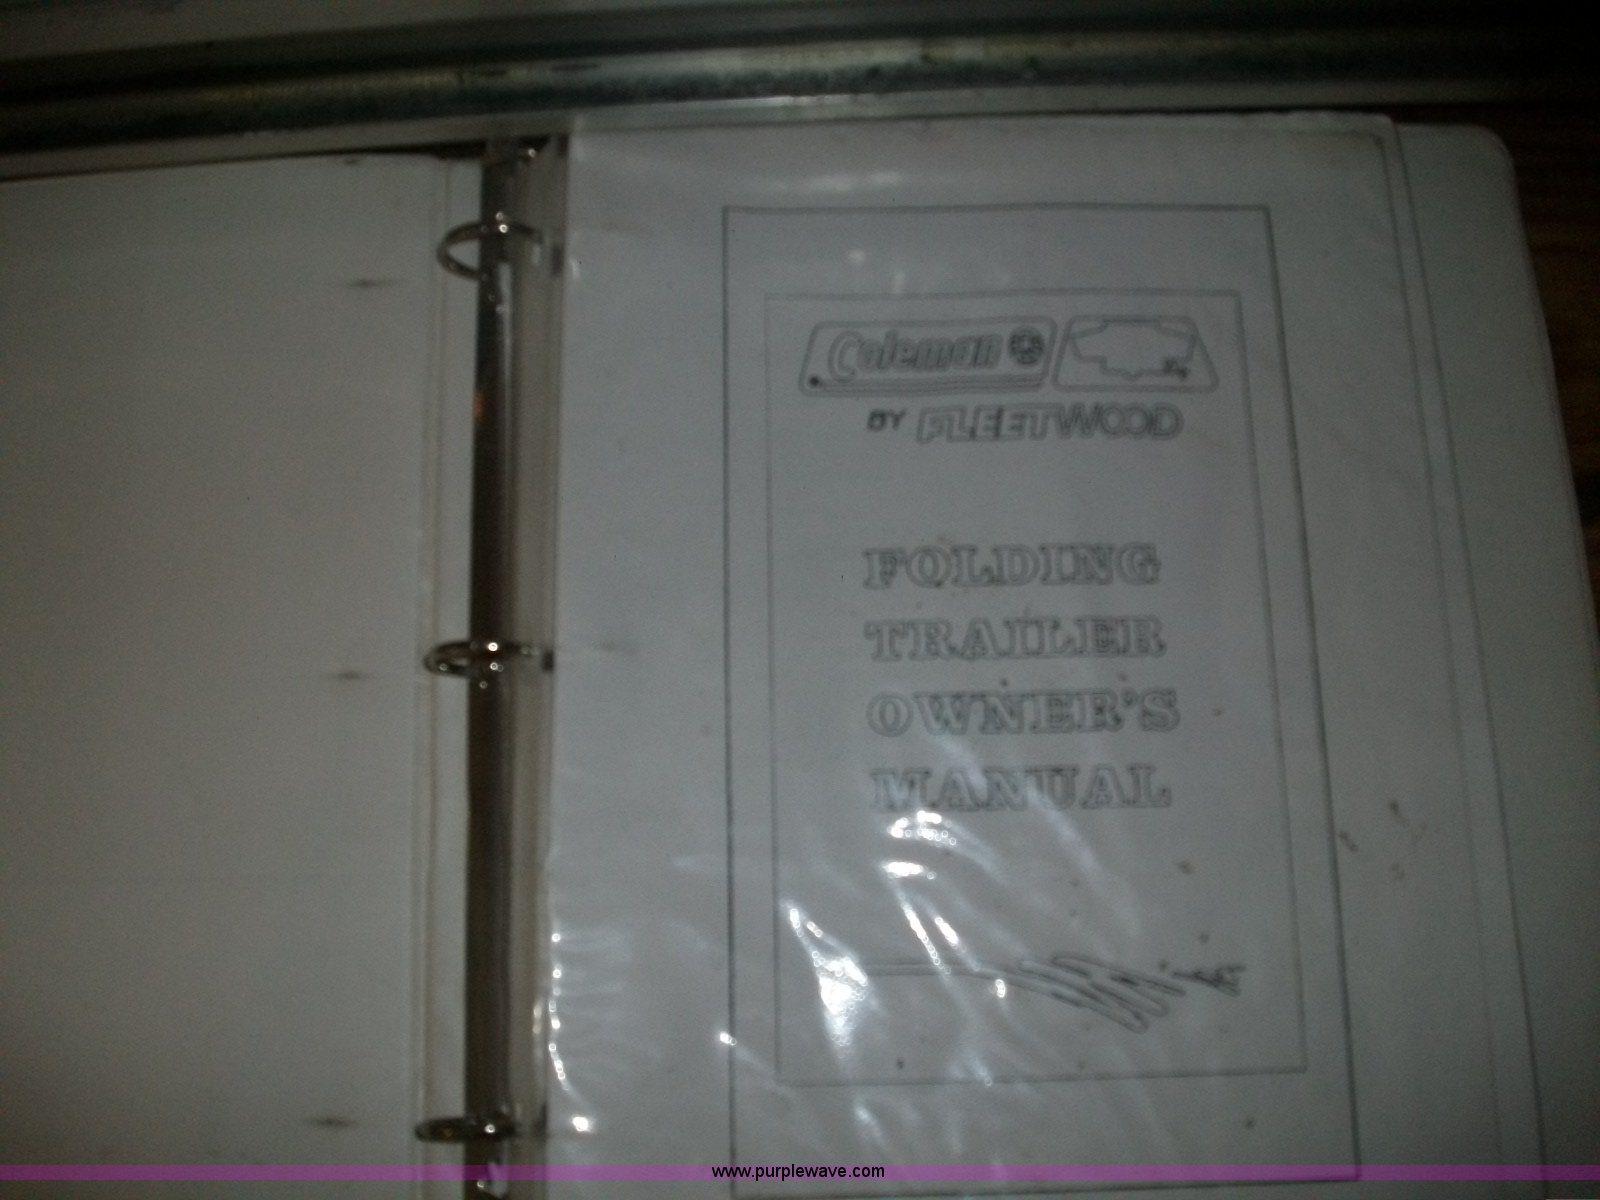 Coleman
BY FLEETWOOD
FOLDING
TRAILER
OWNER'S
MANUAL
www.purplewave.com